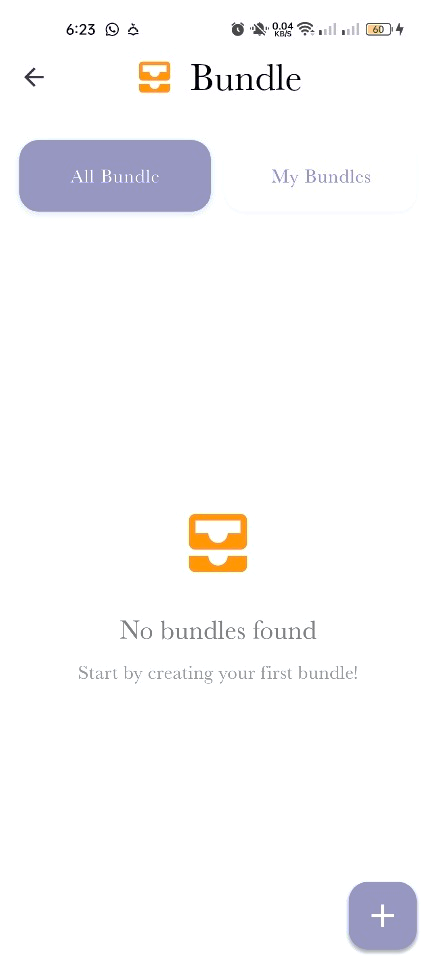 6:23
0.04
KB/S
60
Bundle
All Bundle
My Bundles
No bundles found
Start by creating your first bundle!